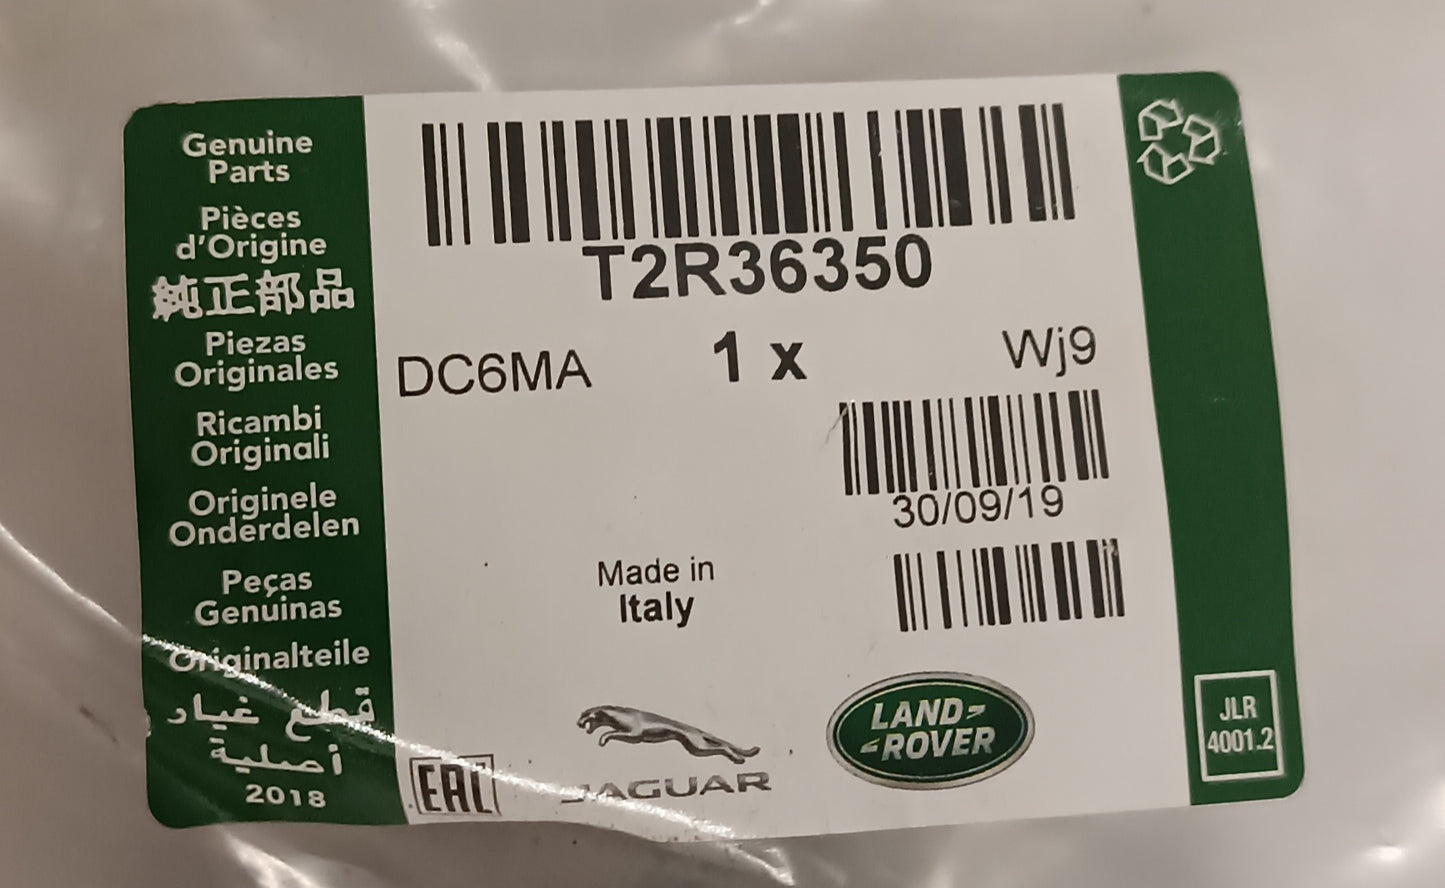 Genuine
Parts
Pièces
d'Origine
純正部品
Piezas
Originales
Ricambi
Originali
Originele
Onderdelen
Peças
Genuinas
Originalteile
قطع غيار
أصلية
2018
T2R36350
DC6MA 1 x Wj9
30/09/19
Made in
Italy
EAC
JAGUAR
LAND
ROVER
JLR
4001.2